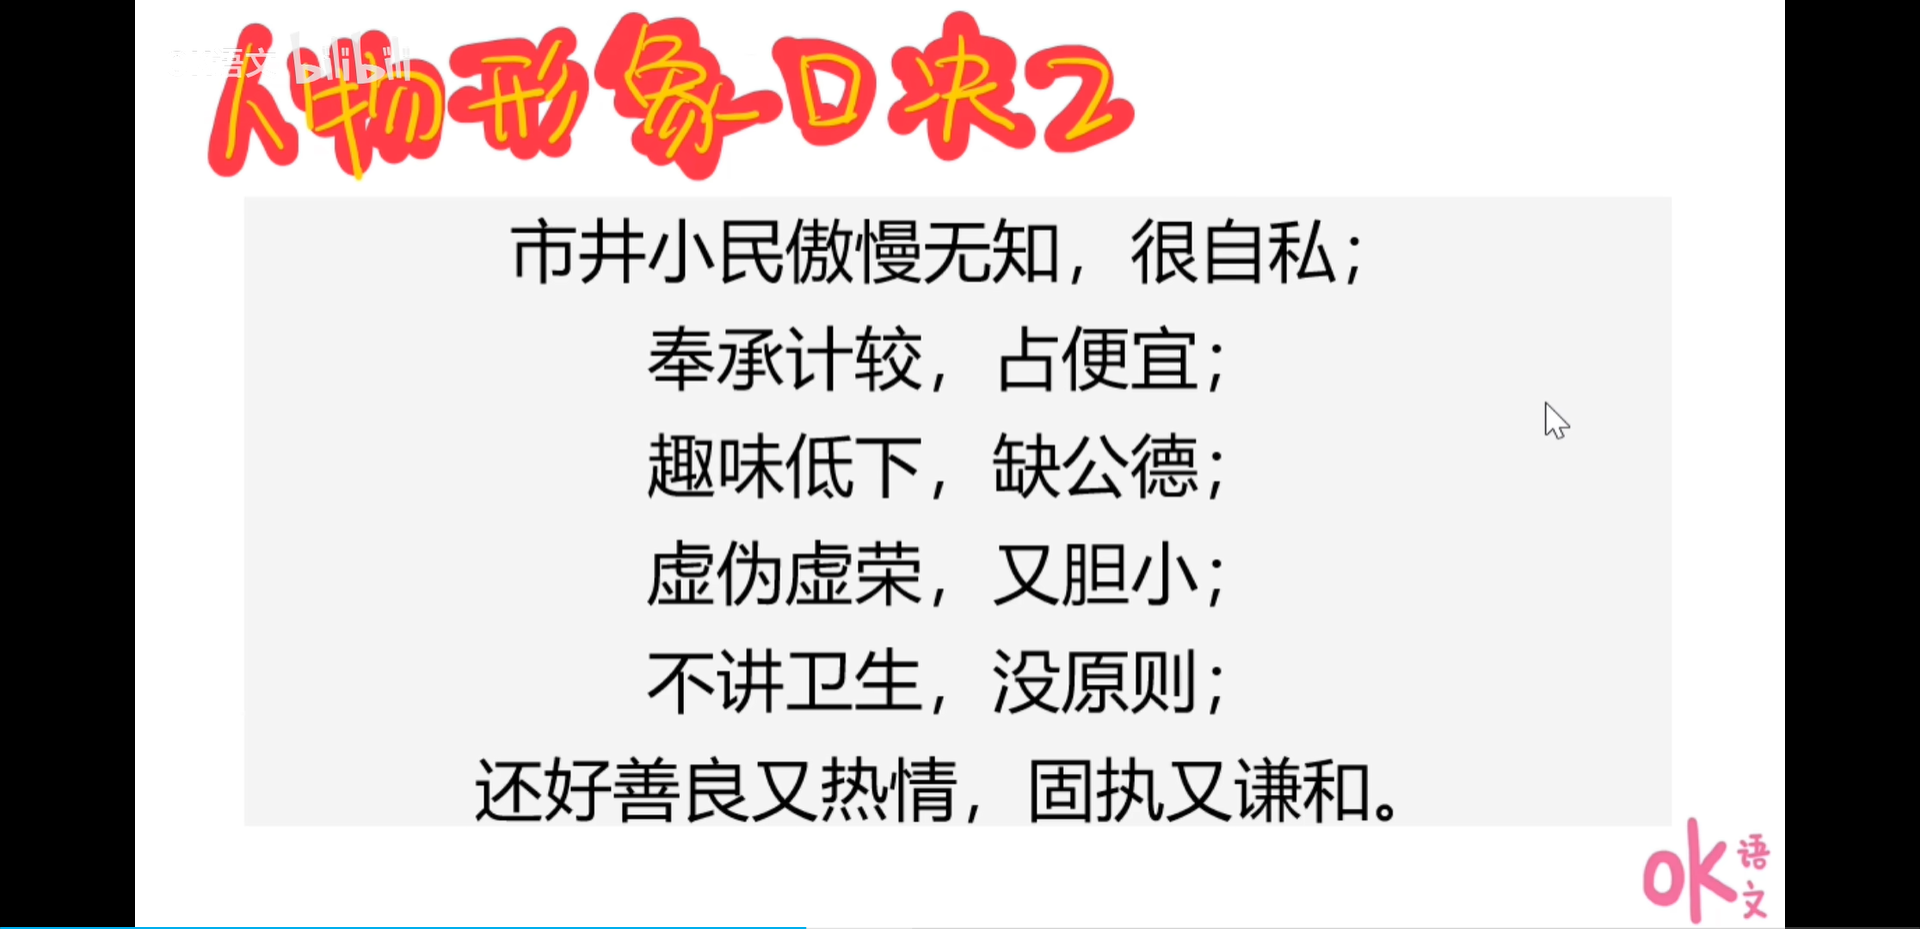 人物形象口决2
语文 bilibili
市井小民傲慢无知，很自私；
奉承计较，占便宜；
趣味低下，缺公德；
虚伪虚荣，又胆小；
不讲卫生，没原则；
还好善良又热情，固执又谦和。
ok语文